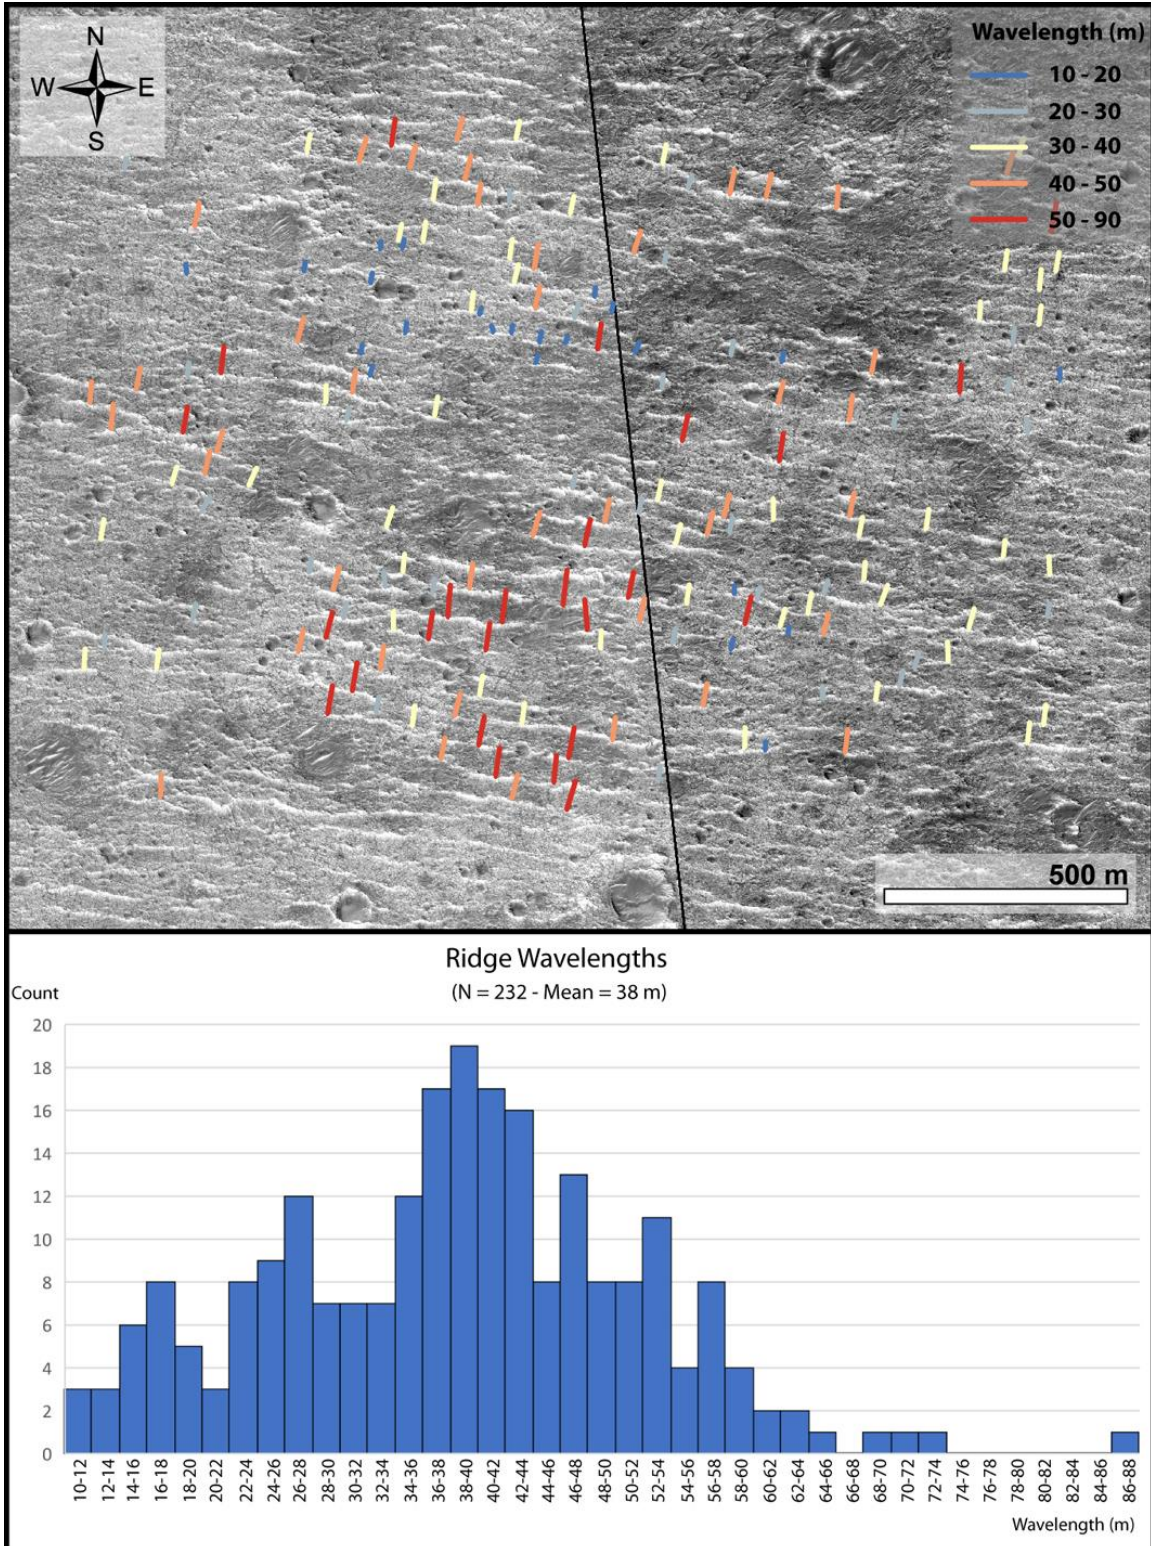 N
W E
S
Wavelength (m)
10 - 20
20 - 30
30 - 40
40 - 50
50 - 90
500 m
Ridge Wavelengths
(N = 232 - Mean = 38 m)
Count
20
18
16
14
12
10
8
6
4
2
0
10-12 12-14 14-16 16-18 18-20 20-22 22-24 24-26 26-28 28-30 30-32 32-34 34-36 36-38 38-40 40-42 42-44 44-46 46-48 48-50 50-52 52-54 54-56 56-58 58-60 60-62 62-64 64-66 66-68 68-70 70-72 72-74 74-76 76-78 78-80 80-82 82-84 84-86 86-88
Wavelength (m)